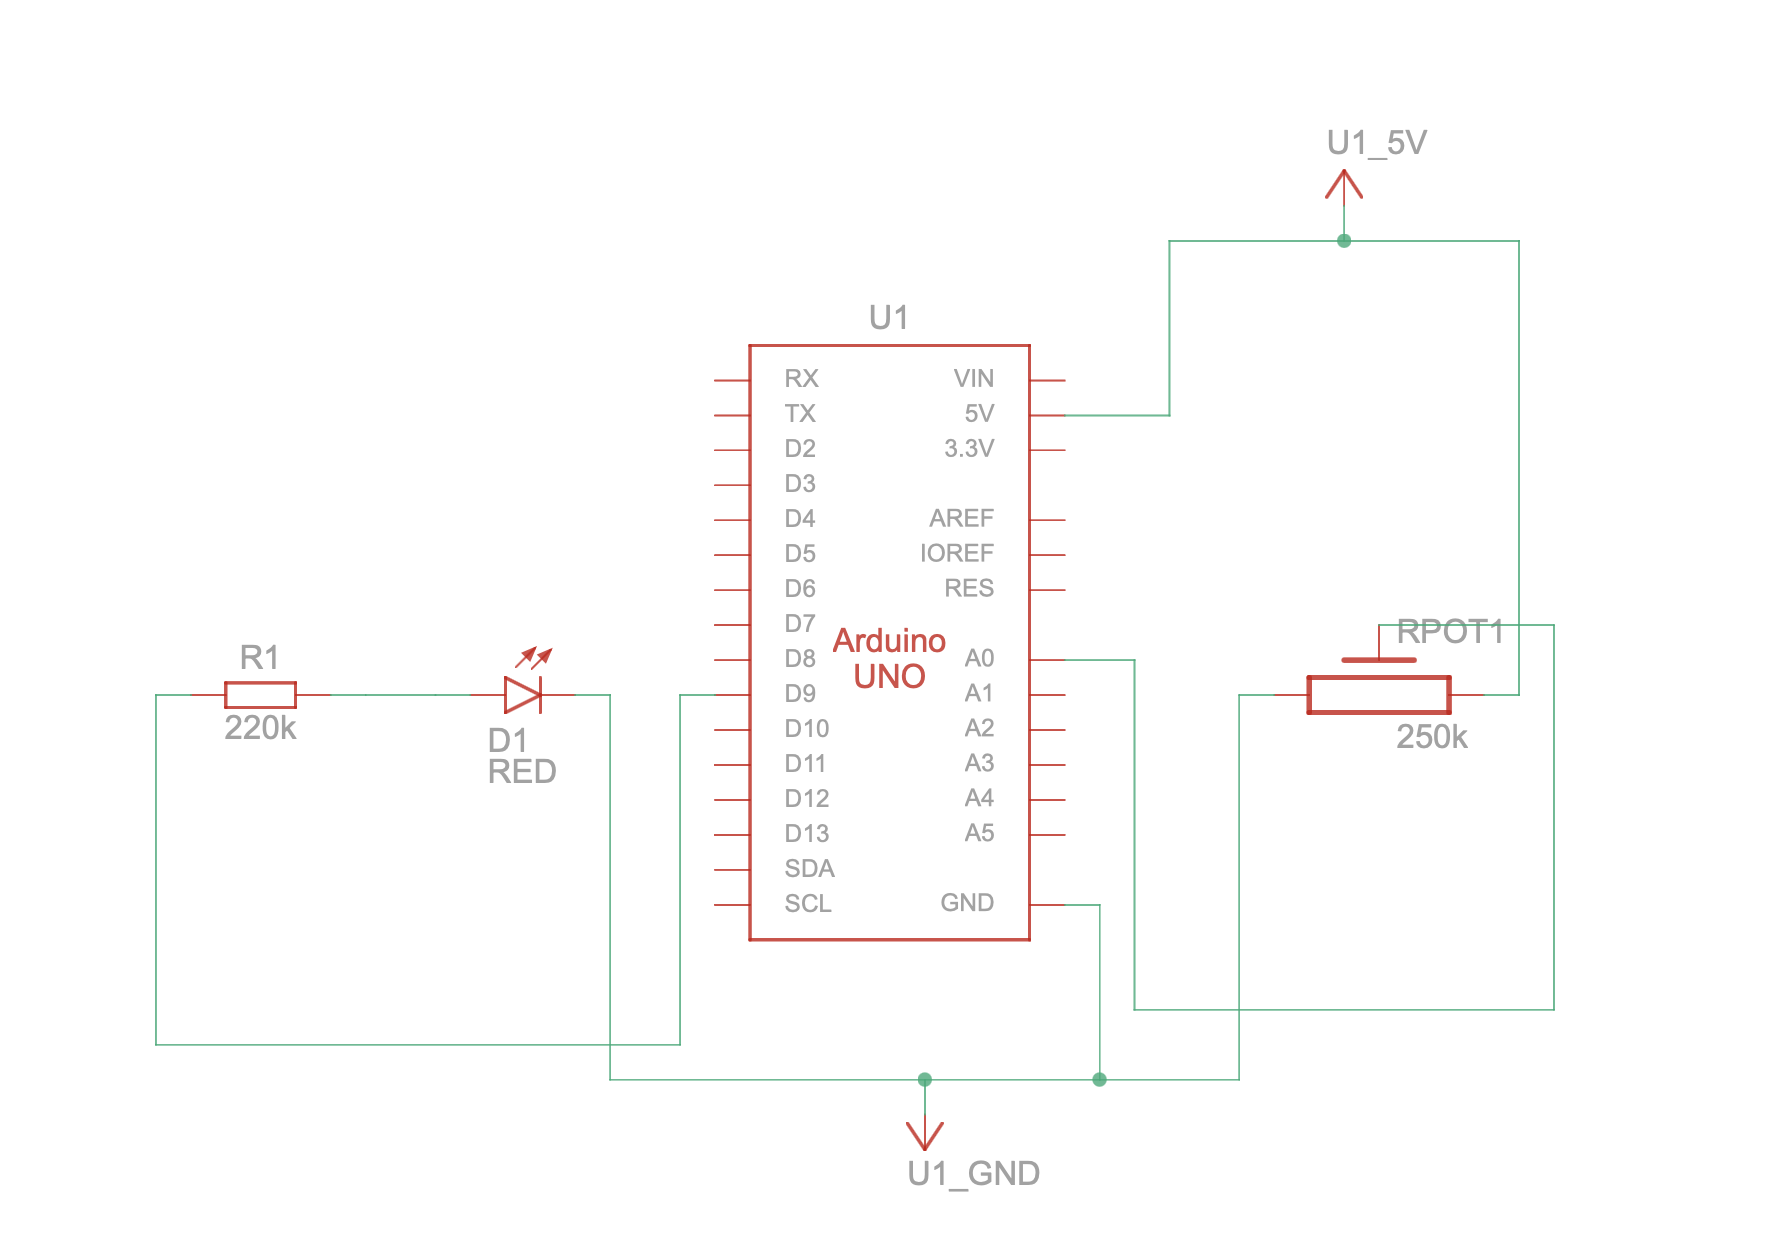 U1_5V
U1
RX
VIN
TX
5V
D2
3.3V
D3
D4
AREF
D5
IOREF
D6
RES
D7
Arduino
UNO
RPOT1
R1
D8
A0
D9
A1
220k
D10
A2
250k
D1
RED
D11
A3
D12
A4
D13
A5
SDA
SCL
GND
U1_GND